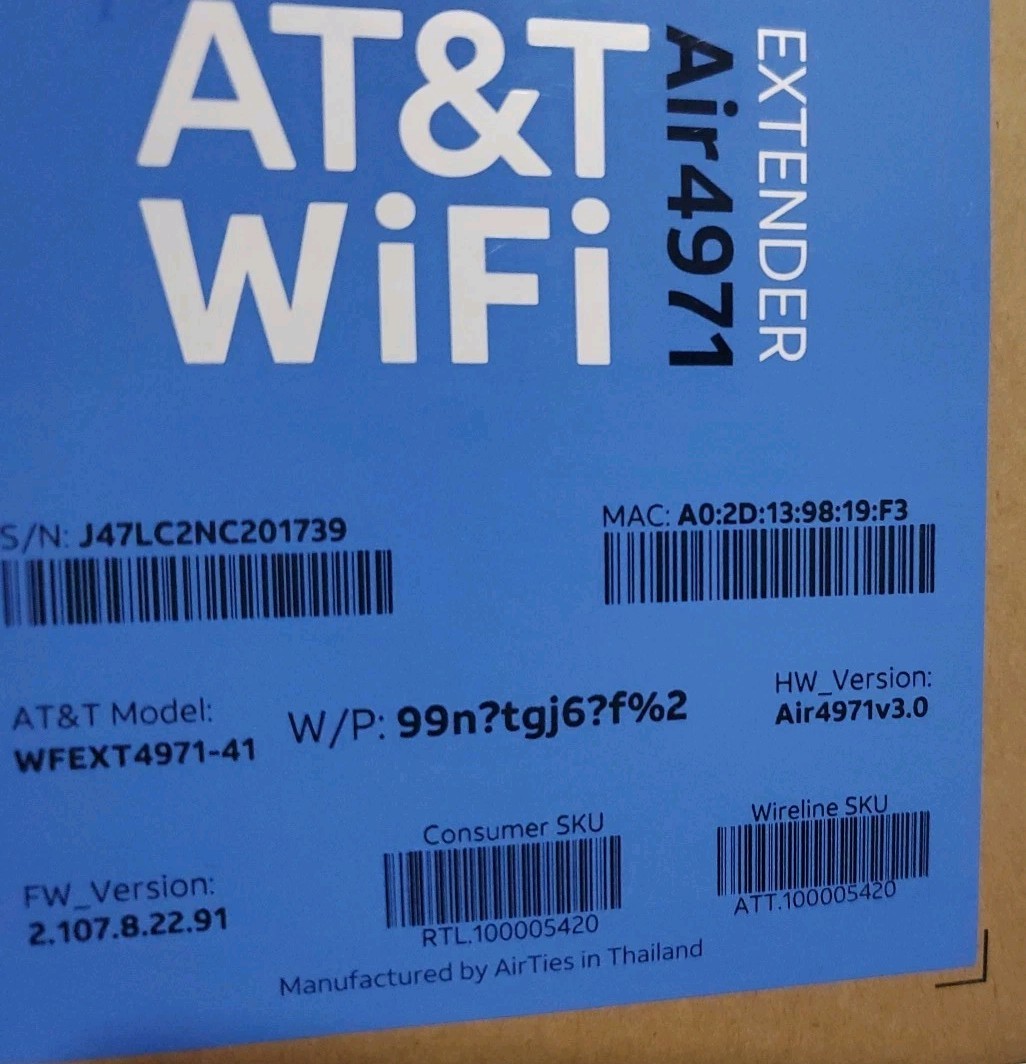 AT&T
WiFi
Air4971
EXTENDER
S/N: J47LC2NC201739
MAC: A0:2D:13:98:19:F3
AT&T Model:
WFEXT4971-41
W/P: 99n?tgj6?f%2
HW_Version:
Air4971v3.0
FW_Version:
2.107.8.22.91
Consumer SKU
RTL.100005420
Wireline SKU
ATT.100005420
Manufactured by AirTies in Thailand